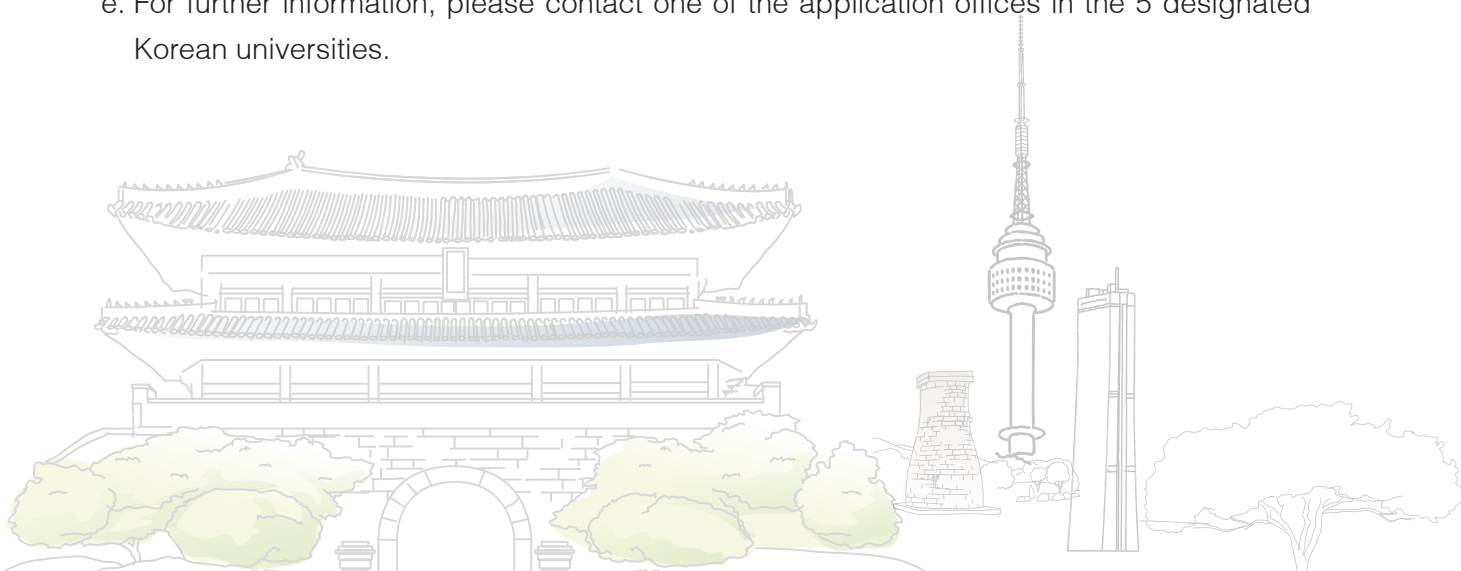 e. For further information, please contact one of the application offices in the 5 designated
Korean universities.